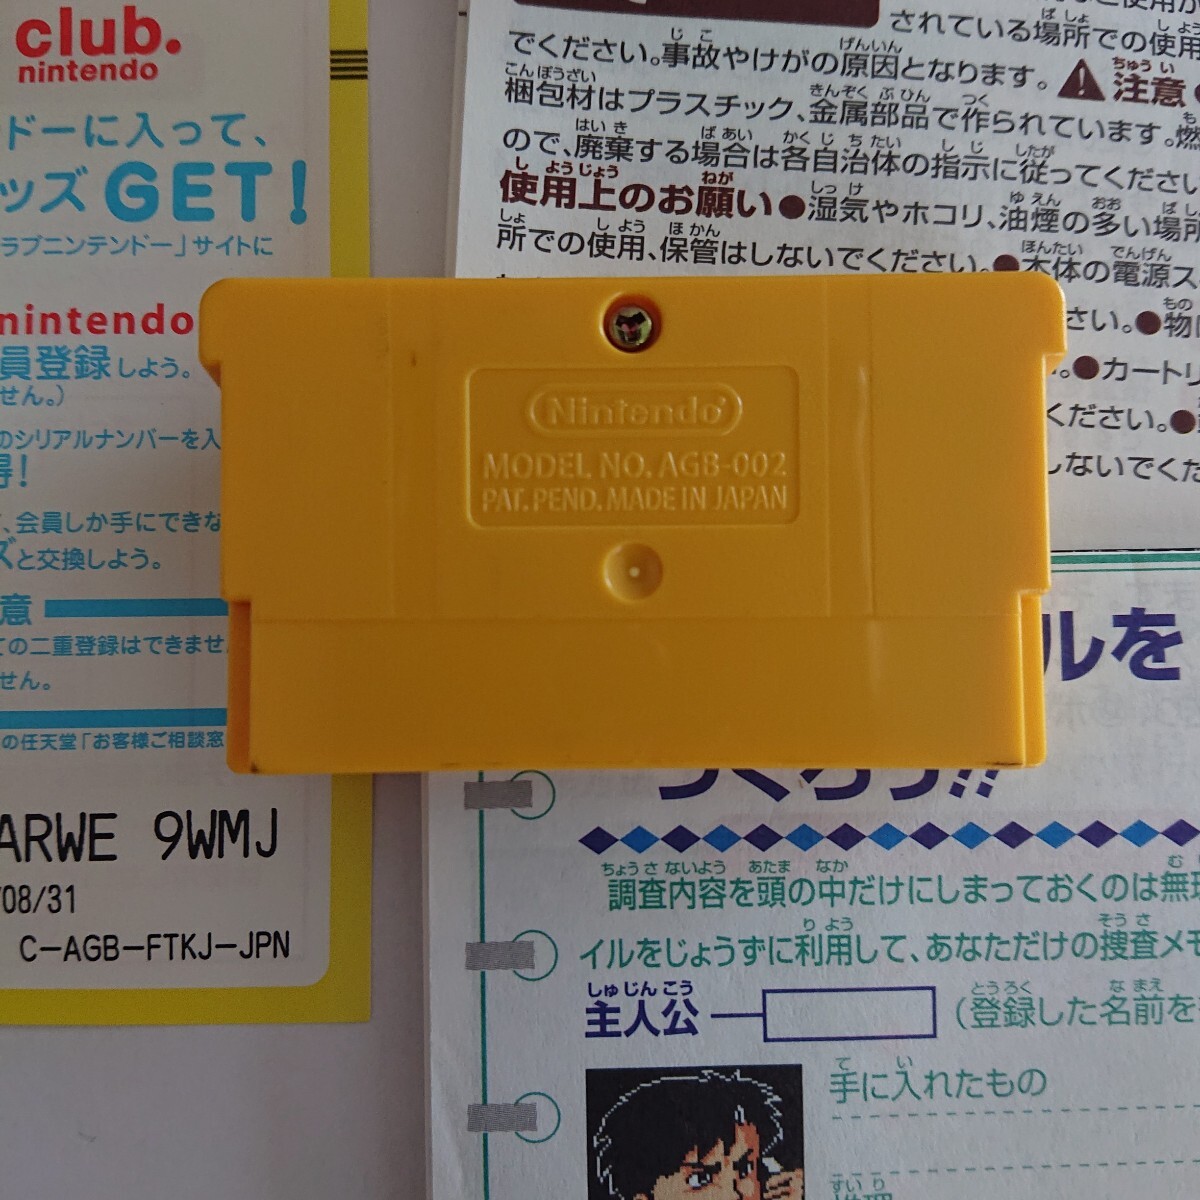 club.
nintendo
ドーに入って、
ッズGET!
ラブニンテンドー」サイトに
nintendo
員登録しよう。
せん。)
のシリアルナンバーを入
得!
、会員しか手にできな
ズと交換しよう。
意
ての二重登録はできませ
せん。
の任天堂「お客様ご相談窓
ARWE 9WMJ
/08/31
C-AGB-FTKJ-JPN
されている場所での使用
でください。事故やけがの原因となります。⚠注意●
梱包材はプラスチック、金属部品で作られています。燃
ので、廃棄する場合は各自治体の指示に従ってください
使用上のお願い●湿気やホコリ、油煙の多い場所
所での使用、保管はしないでください。●本体の電源ス
さい。●物
。●カートリ
ください。●
しないでくだ
Nintendo
MODEL NO. AGB-002
PAT. PEND. MADE IN JAPAN
ルを
つくろう!!
調査内容を頭の中だけにしまっておくのは無理
イルをじょうずに利用して、あなただけの捜査メモ
主人公
(登録した名前を
手に入れたもの